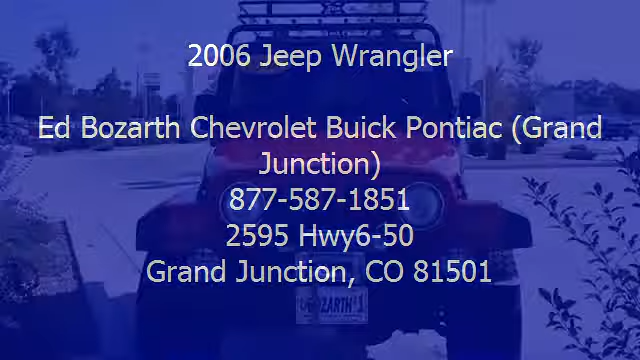 2006 Jeep Wrangler
Ed Bozarth Chevrolet Buick Pontiac (Grand
Junction)
877-587-1851
2595 Hwy6-50
Grand Junction, CO 81501